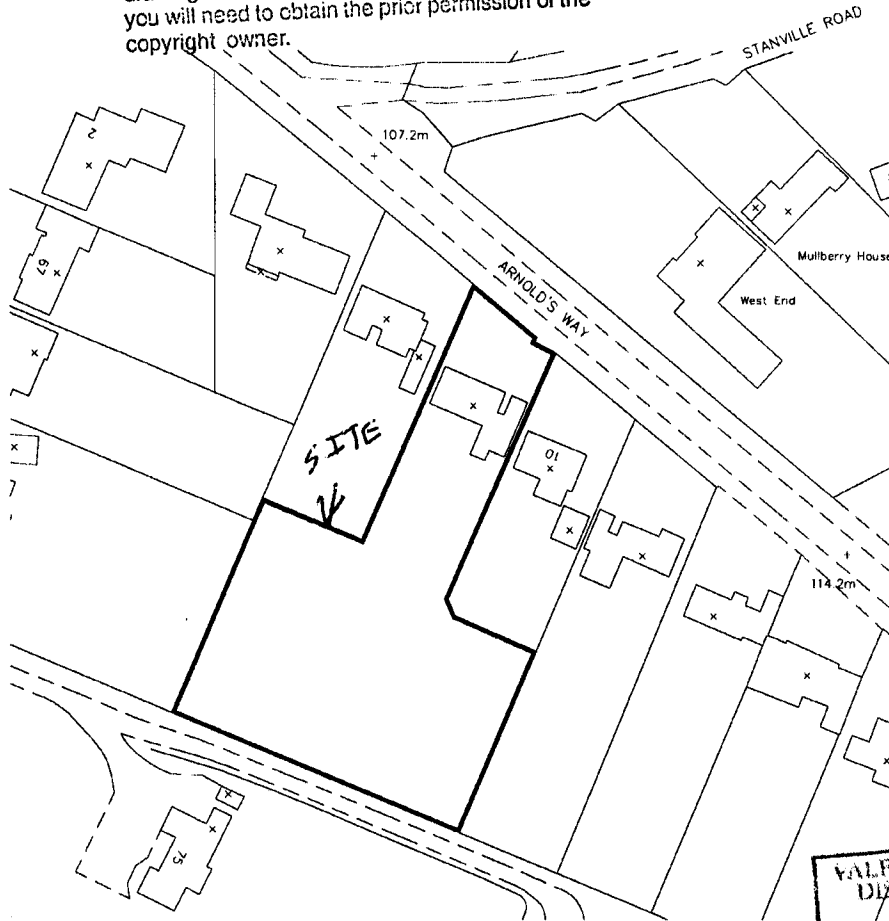 you will need to obtain the prior permission of the
copyright owner.
STANVILLE ROAD
107.2m
2
67
Mullberry House
ARNOLD'S WAY
West End
SITE
10
114.2m
75